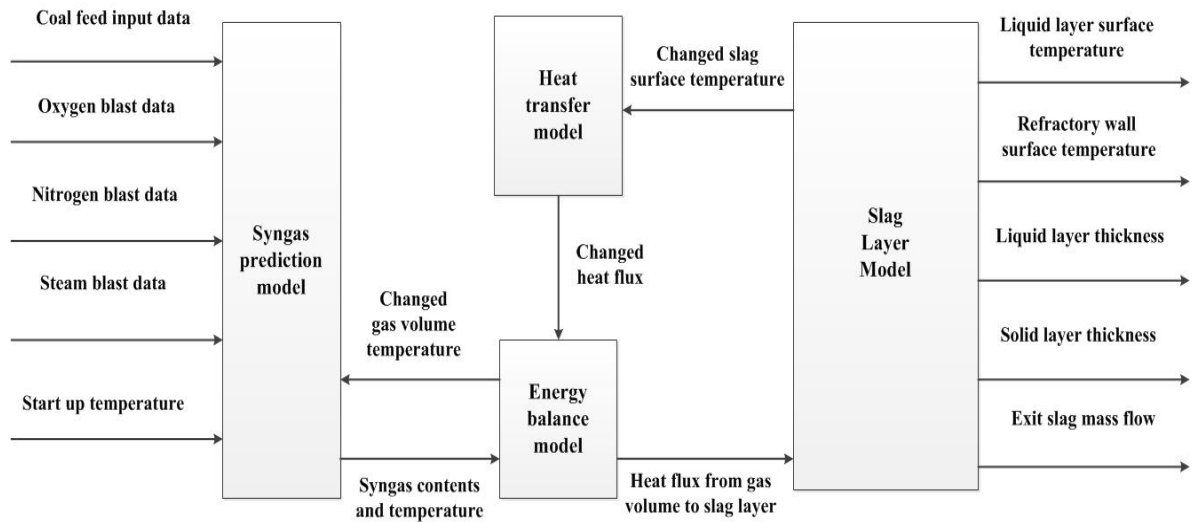 Coal feed input data
Oxygen blast data
Nitrogen blast data
Steam blast data
Start up temperature
Syngas
prediction
model
Heat
transfer
model
Changed slag
surface temperature
Changed
heat flux
Changed
gas volume
temperature
Energy
balance
model
Syngas contents
and temperature
Heat flux from gas
volume to slag layer
Slag
Layer
Model
Liquid layer surface
temperature
Refractory wall
surface temperature
Liquid layer thickness
Solid layer thickness
Exit slag mass flow